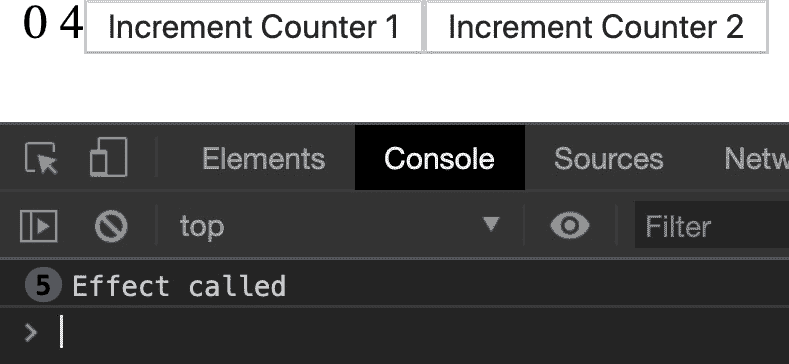 0 4 Increment Counter 1 Increment Counter 2
Elements Console Sources Netw
top Filter
5 Effect called
>